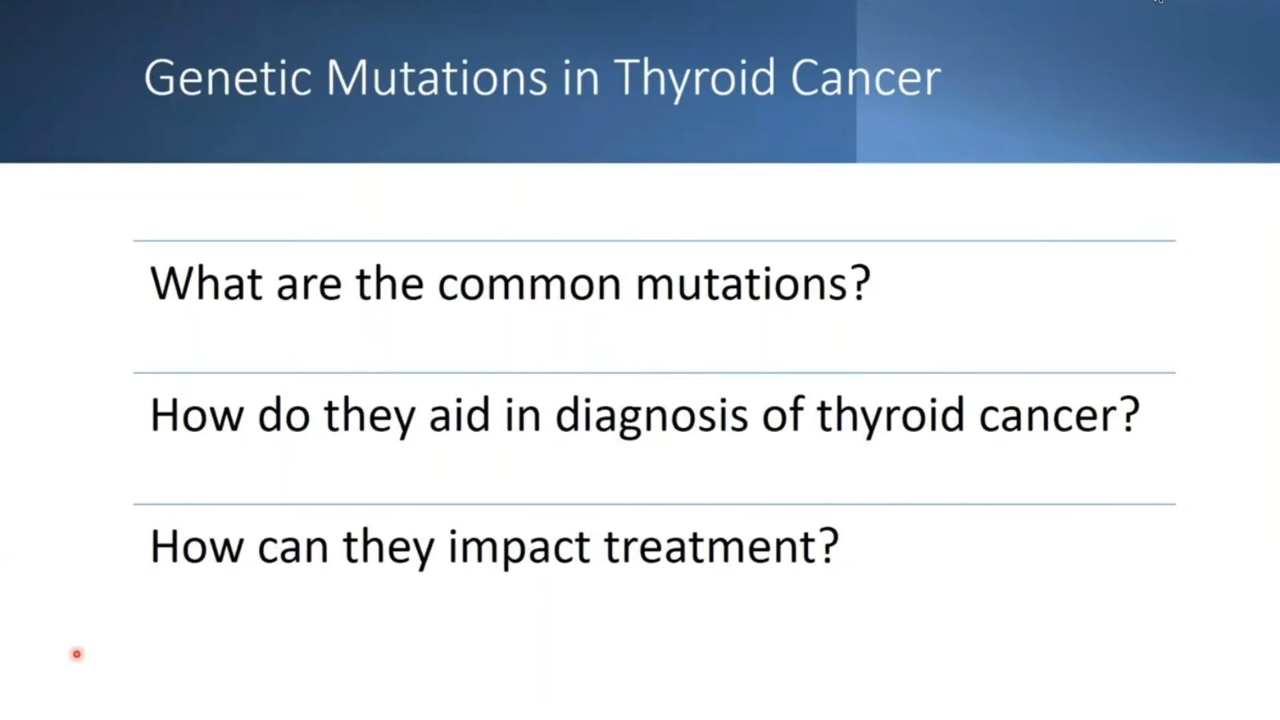 Genetic Mutations in Thyroid Cancer
What are the common mutations?
How do they aid in diagnosis of thyroid cancer?
How can they impact treatment?